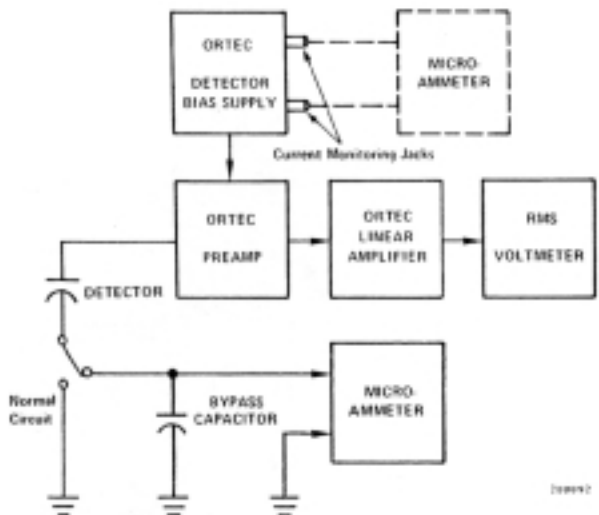 ORTEC
DETECTOR
BIAS SUPPLY
MICRO-
AMMETER
Current Monitoring Jacks
ORTEC
PREAMP
ORTEC
LINEAR
AMPLIFIER
RMS
VOLTMETER
DETECTOR
Normal
Circuit
BYPASS
CAPACITOR
MICRO-
AMMETER